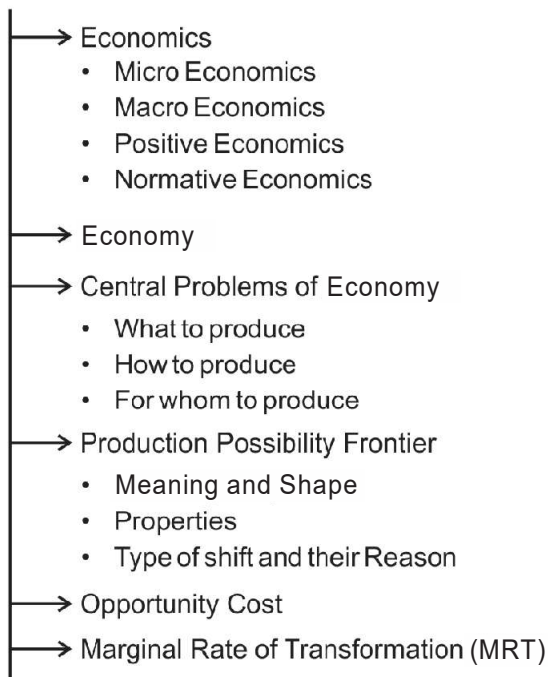 Economics
• Micro Economics
• Macro Economics
• Positive Economics
• Normative Economics
Economy
Central Problems of Economy
• What to produce
• How to produce
• For whom to produce
Production Possibility Frontier
• Meaning and Shape
• Properties
• Type of shift and their Reason
Opportunity Cost
Marginal Rate of Transformation (MRT)